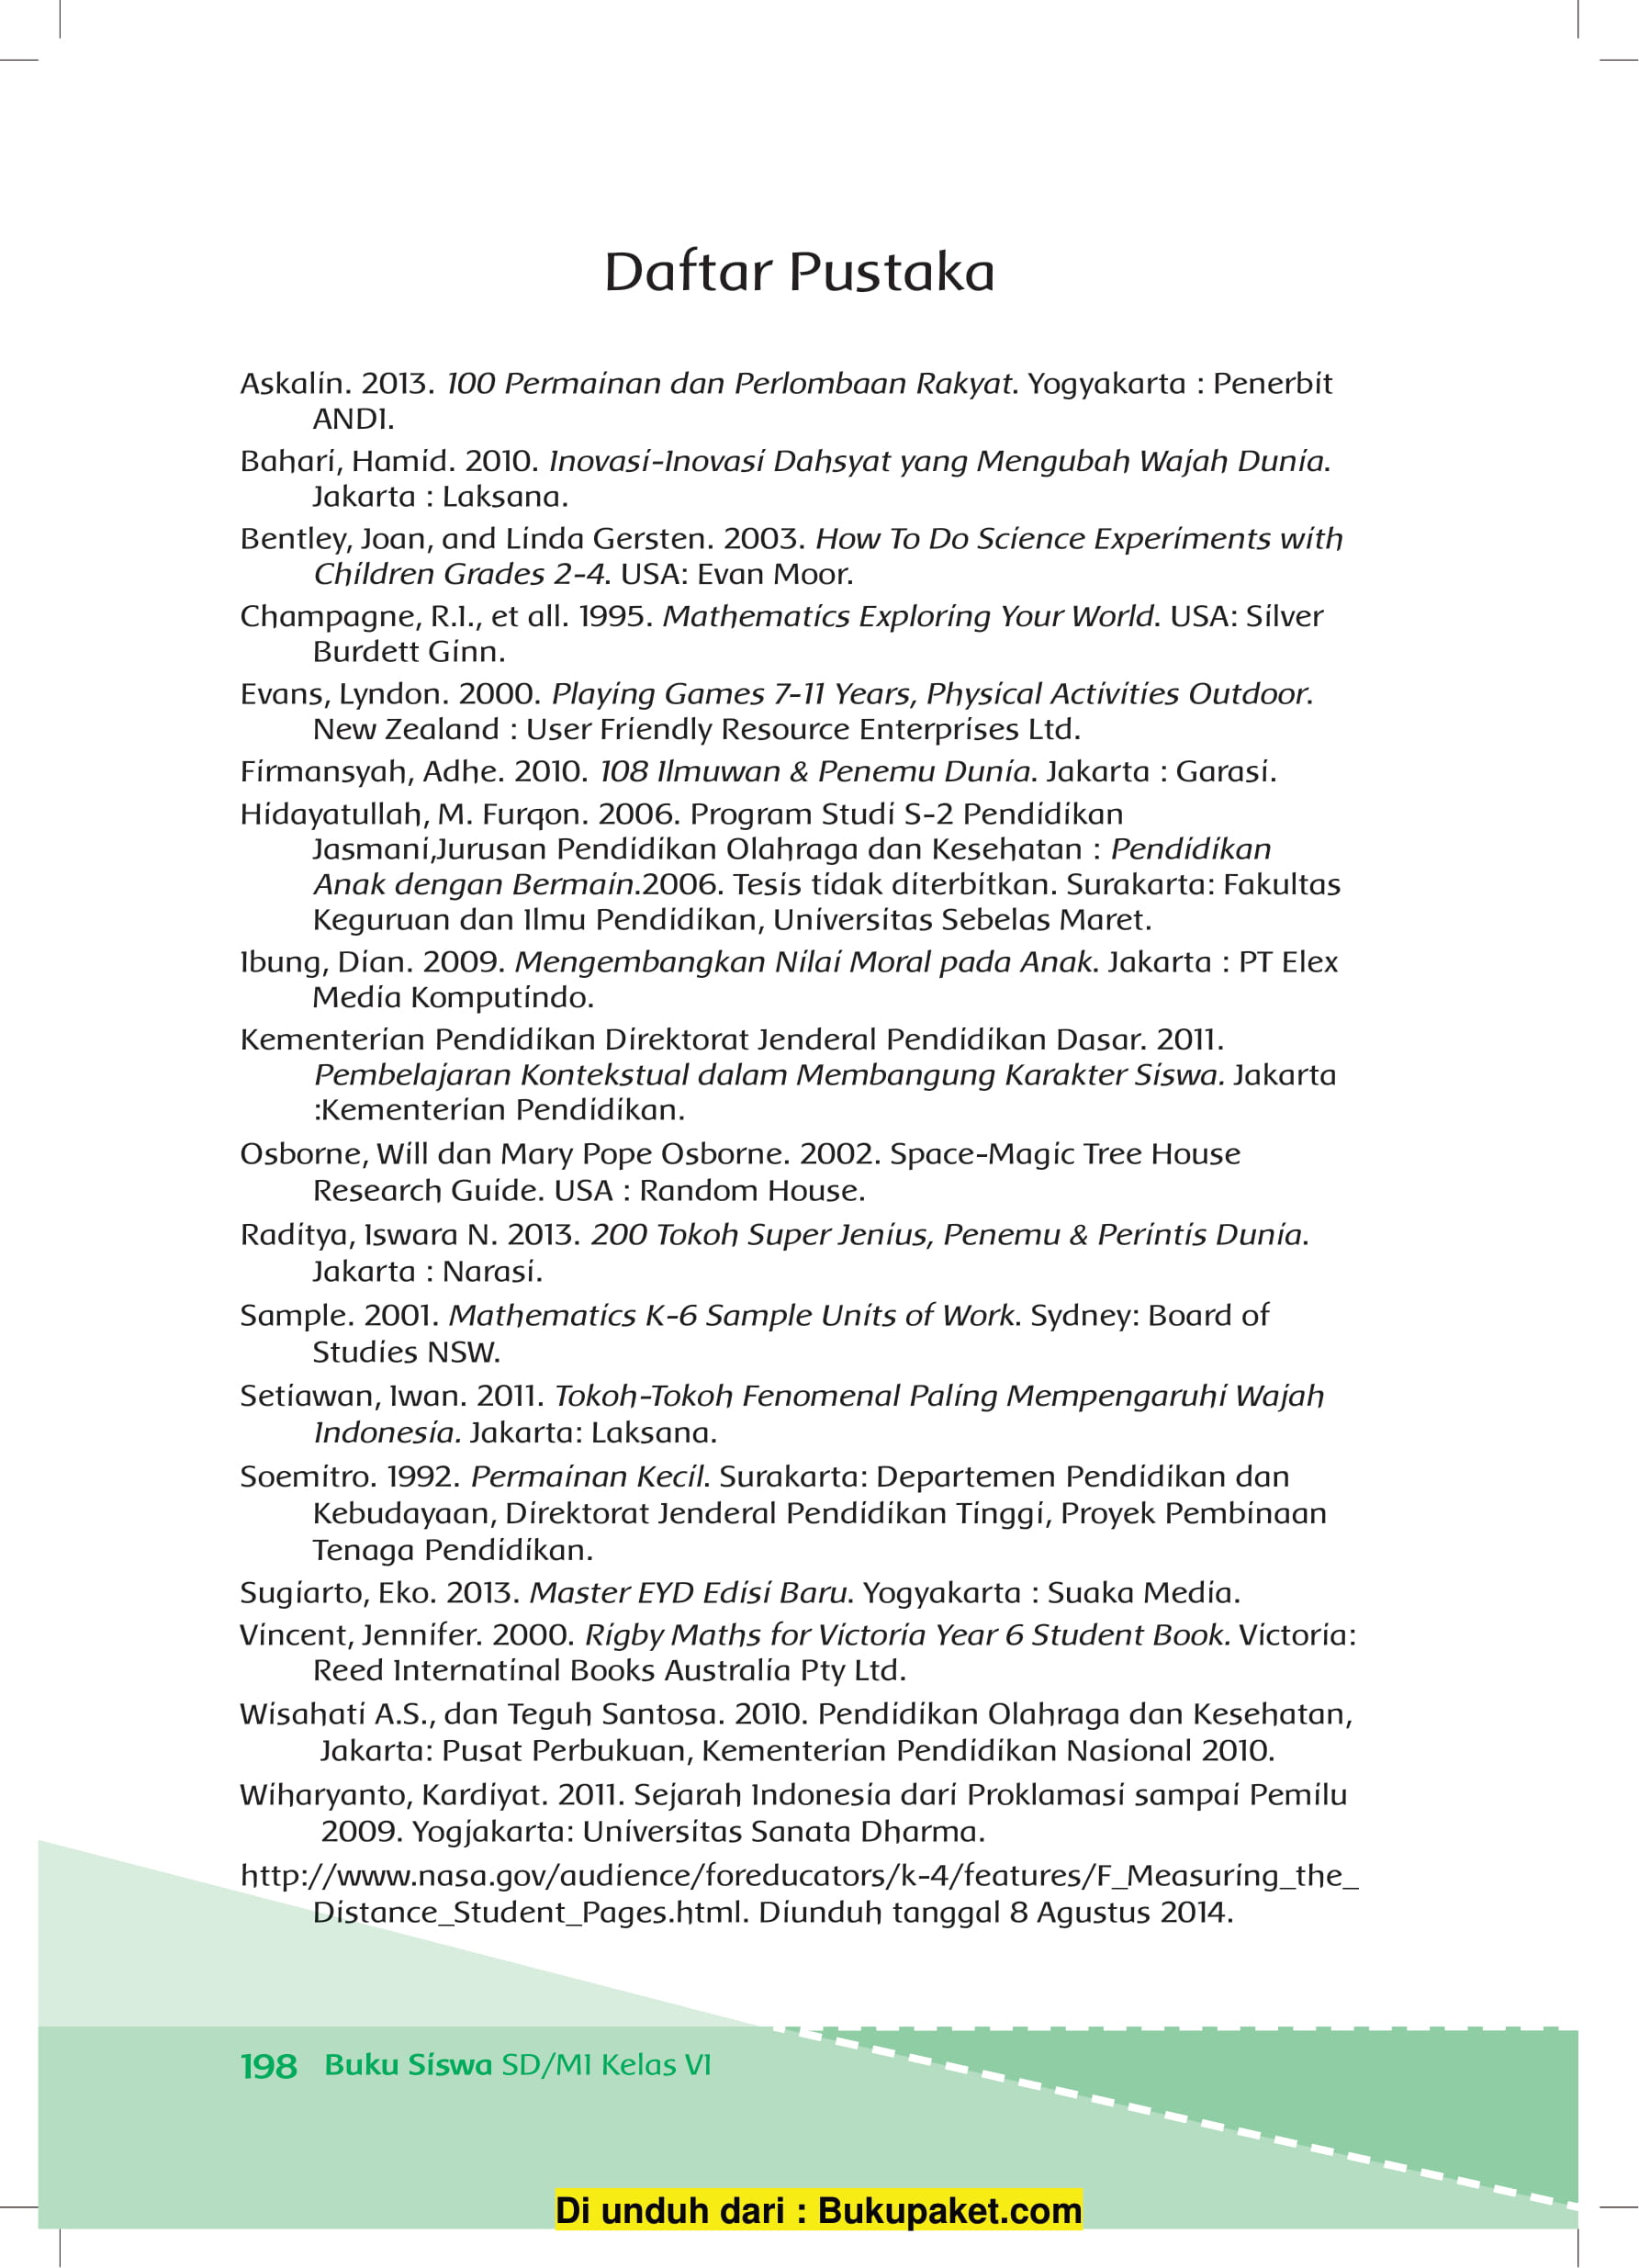 Daftar Pustaka
Askalin. 2013. 100 Permainan dan Perlombaan Rakyat. Yogyakarta : Penerbit
ANDI.
Bahari, Hamid. 2010. Inovasi-Inovasi Dahsyat yang Mengubah Wajah Dunia.
Jakarta : Laksana.
Bentley, Joan, and Linda Gersten. 2003. How To Do Science Experiments with
Children Grades 2-4. USA: Evan Moor.
Champagne, R.I., et all. 1995. Mathematics Exploring Your World. USA: Silver
Burdett Ginn.
Evans, Lyndon. 2000. Playing Games 7-11 Years, Physical Activities Outdoor.
New Zealand : User Friendly Resource Enterprises Ltd.
Firmansyah, Adhe. 2010. 108 Ilmuwan & Penemu Dunia. Jakarta : Garasi.
Hidayatullah, M. Furqon. 2006. Program Studi S-2 Pendidikan
Jasmani,Jurusan Pendidikan Olahraga dan Kesehatan : Pendidikan
Anak dengan Bermain.2006. Tesis tidak diterbitkan. Surakarta: Fakultas
Keguruan dan Ilmu Pendidikan, Universitas Sebelas Maret.
Ibung, Dian. 2009. Mengembangkan Nilai Moral pada Anak. Jakarta : PT Elex
Media Komputindo.
Kementerian Pendidikan Direktorat Jenderal Pendidikan Dasar. 2011.
Pembelajaran Kontekstual dalam Membangung Karakter Siswa. Jakarta
:Kementerian Pendidikan.
Osborne, Will dan Mary Pope Osborne. 2002. Space-Magic Tree House
Research Guide. USA : Random House.
Raditya, Iswara N. 2013. 200 Tokoh Super Jenius, Penemu & Perintis Dunia.
Jakarta : Narasi.
Sample. 2001. Mathematics K-6 Sample Units of Work. Sydney: Board of
Studies NSW.
Setiawan, Iwan. 2011. Tokoh-Tokoh Fenomenal Paling Mempengaruhi Wajah
Indonesia. Jakarta: Laksana.
Soemitro. 1992. Permainan Kecil. Surakarta: Departemen Pendidikan dan
Kebudayaan, Direktorat Jenderal Pendidikan Tinggi, Proyek Pembinaan
Tenaga Pendidikan.
Sugiarto, Eko. 2013. Master EYD Edisi Baru. Yogyakarta : Suaka Media.
Vincent, Jennifer. 2000. Rigby Maths for Victoria Year 6 Student Book. Victoria:
Reed Internatinal Books Australia Pty Ltd.
Wisahati A.S., dan Teguh Santosa. 2010. Pendidikan Olahraga dan Kesehatan,
Jakarta: Pusat Perbukuan, Kementerian Pendidikan Nasional 2010.
Wiharyanto, Kardiyat. 2011. Sejarah Indonesia dari Proklamasi sampai Pemilu
2009. Yogjakarta: Universitas Sanata Dharma.
http://www.nasa.gov/audience/foreducators/k-4/features/F_Measuring_the_
Distance_Student_Pages.html. Diunduh tanggal 8 Agustus 2014.
198 Buku Siswa SD/MI Kelas VI
Di unduh dari : Bukupaket.com